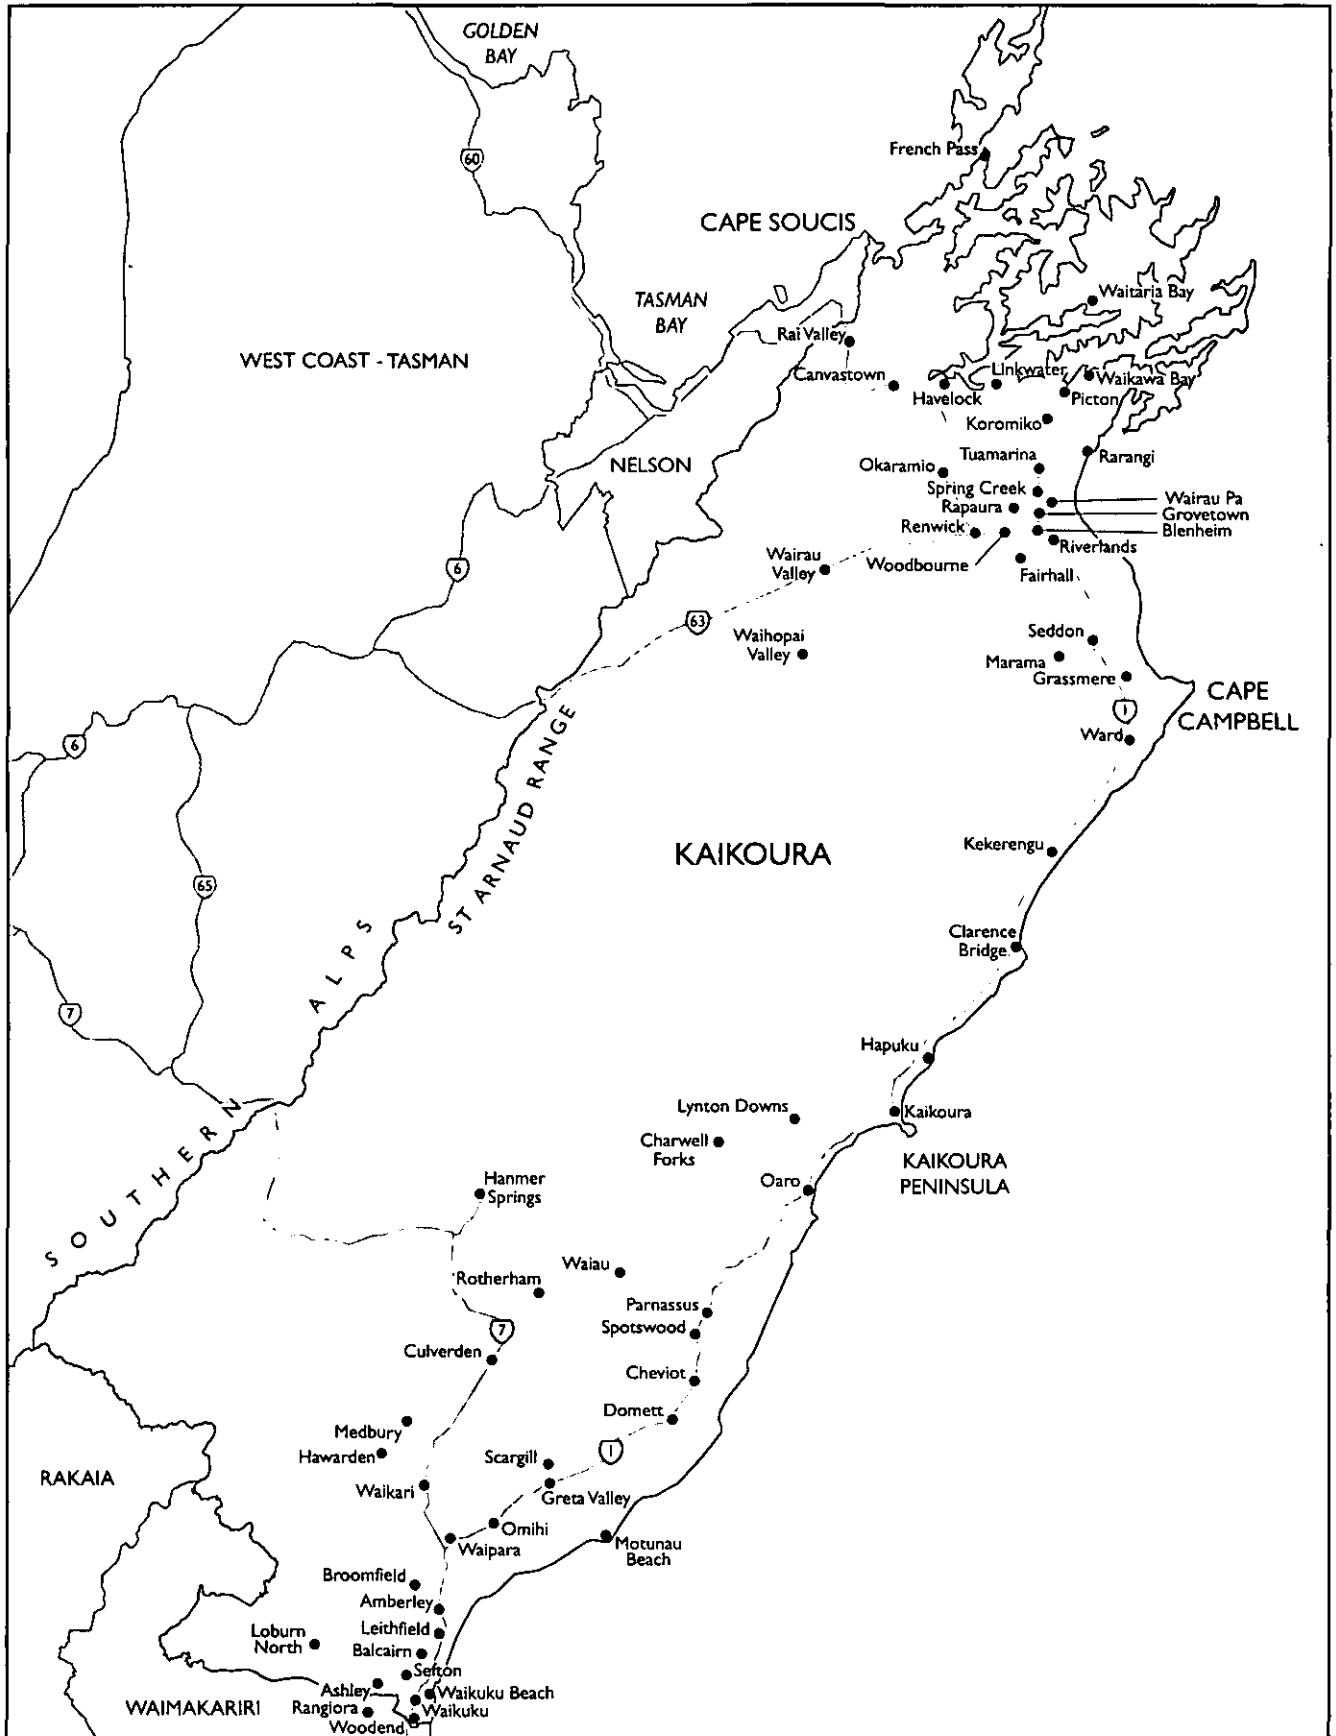 GOLDEN
BAY
60
French Pass
CAPE SOUCIS
TASMAN
BAY
Waitaria Bay
Rai Valley
WEST COAST - TASMAN
Canvastown
Linkwater
Waikawa Bay
Havelock
Picton
Koromiko
Tuamarina
Rarangi
NELSON
Okaramio
Spring Creek
Wairau Pa
Rapaura
Grovetown
Renwick
Blenheim
Riverlands
Woodbourne
Fairhall
Wairau
Valley
6
63
Waihopai
Valley
Seddon
Marama
Grassmere
CAPE
CAMPBELL
1
Ward
6
ST ARNAUD RANGE
KAIKOURA
Kekerengu
65
Clarence
Bridge
7
SOUTHERN ALPS
Hapuku
Lynton Downs
Kaikoura
Charwell
Forks
KAIKOURA
PENINSULA
Oaro
Hanmer
Springs
Waiau
Rotherham
Parnassus
Spotswood
7
Culverden
Cheviot
Domett
Medbury
Hawarden
1
Scargill
RAKAIA
Waikari
Greta Valley
Omihi
Waipara
Motunau
Beach
Broomfield
Amberley
Leithfield
Loburn
North
Balcairn
Sefton
Ashley
Waikuku Beach
WAIMAKARIRI
Rangiora
Waikuku
Woodend